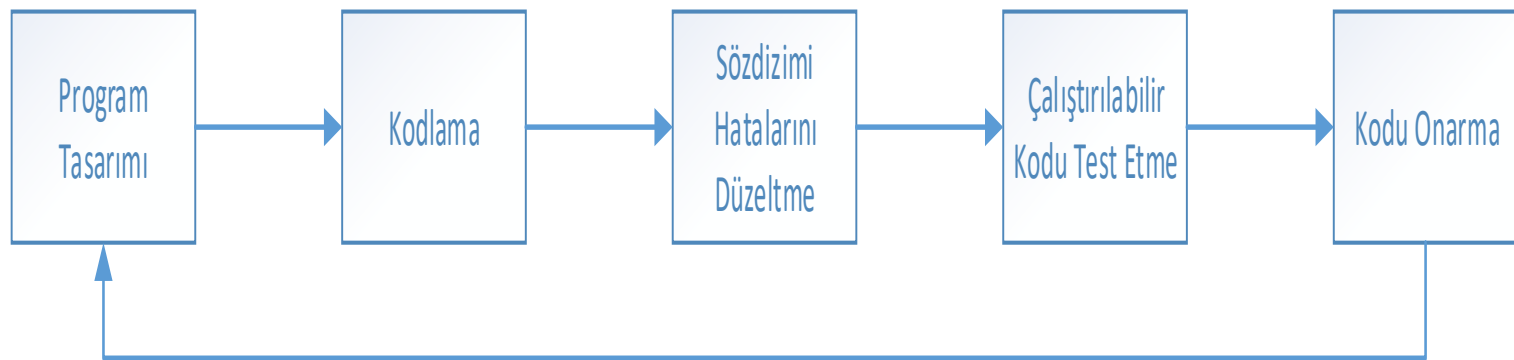 Program
Tasarımı
Kodlama
Sözdizimi
Hatalarını
Düzeltme
Çalıştırılabilir
Kodu Test Etme
Kodu Onarma